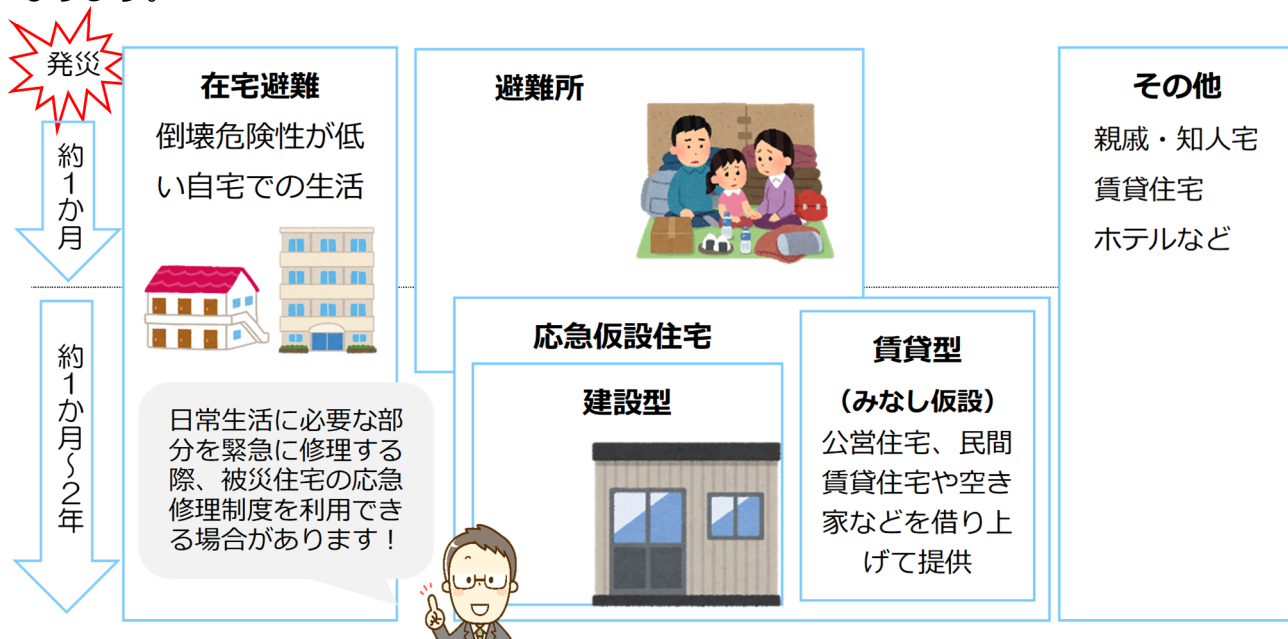 発災
約1か月
約1か月～2年
在宅避難
倒壊危険性が低
い自宅での生活
日常生活に必要な部
分を緊急に修理する
際、被災住宅の応急
修理制度を利用でき
る場合があります！
避難所
応急仮設住宅
建設型
賃貸型
（みなし仮設）
公営住宅、民間
賃貸住宅や空き
家などを借り上
げて提供
その他
親戚・知人宅
賃貸住宅
ホテルなど